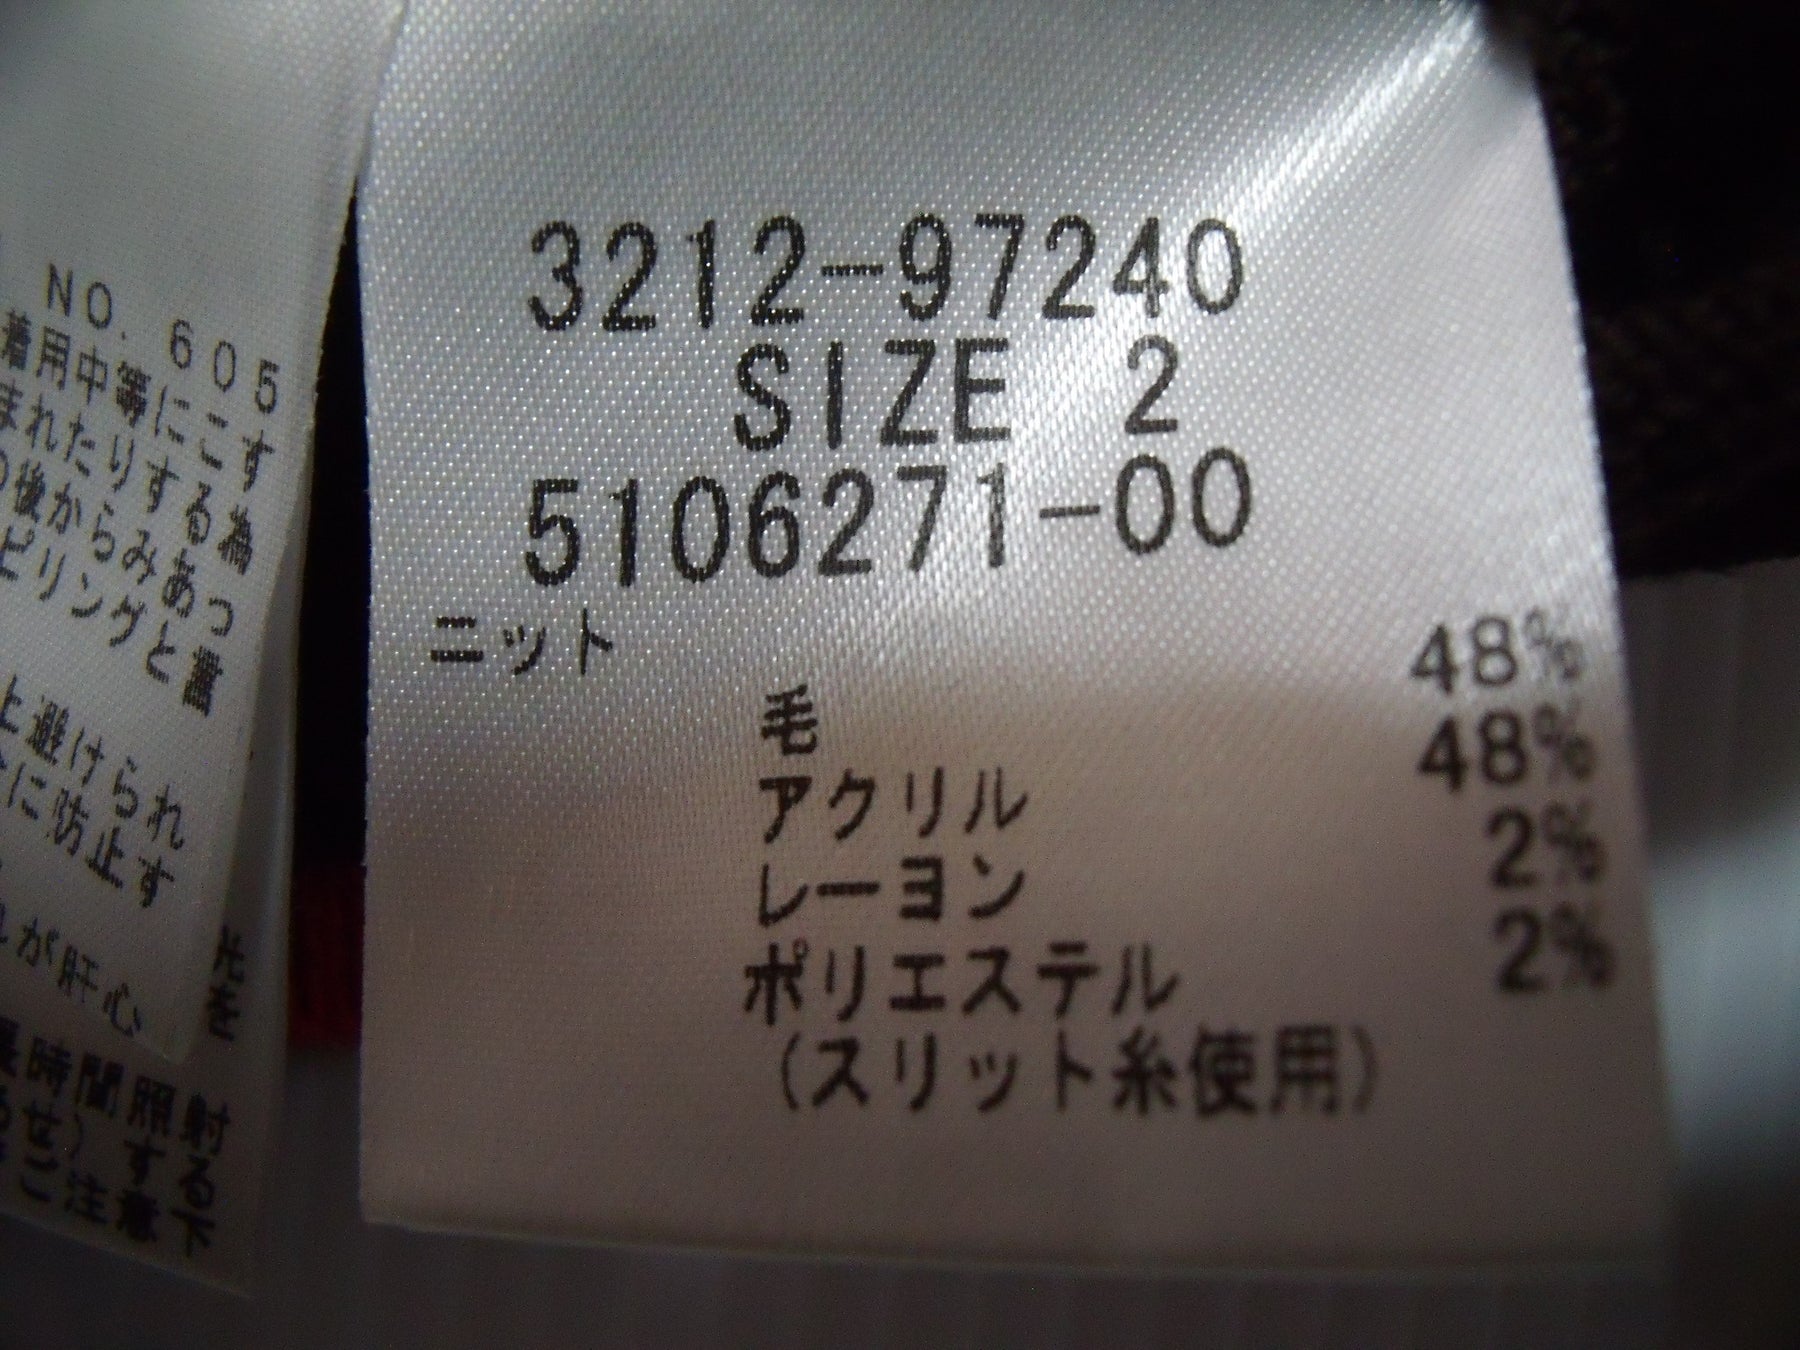 3212-97240
SIZE 2
5106271-00
ニット
毛 48%
アクリル 48%
レーヨン 2%
ポリエステル 2%
(スリット糸使用)
NO. 605
着用中等にこす
まれたりする為
の後からみあっ
ピリングと
上避けられ
に防止す
が肝心
長時間照射
せ)する
ご注意下